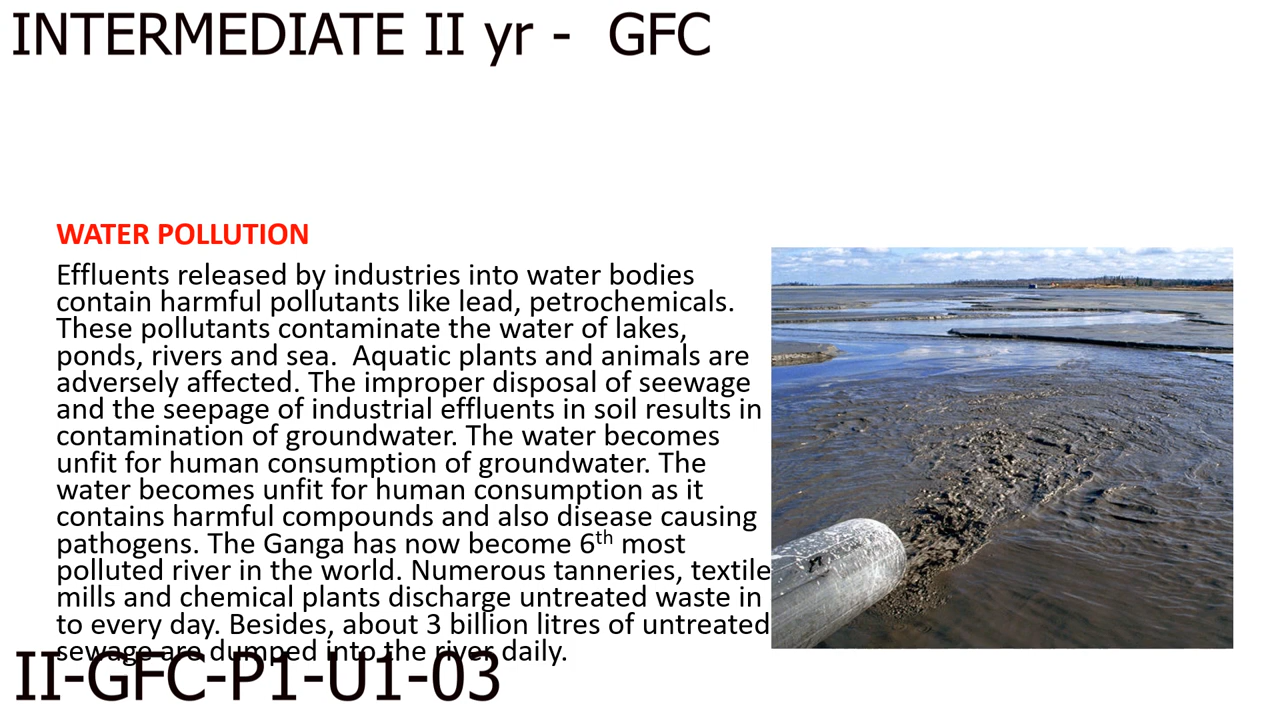 INTERMEDIATE II yr -  GFC
WATER POLLUTION
Effluents released by industries into water bodies
contain harmful pollutants like lead, petrochemicals.
These pollutants contaminate the water of lakes,
ponds, rivers and sea.  Aquatic plants and animals are
adversely affected. The improper disposal of seewage
and the seepage of industrial effluents in soil results in
contamination of groundwater. The water becomes
unfit for human consumption of groundwater. The
water becomes unfit for human consumption as it
contains harmful compounds and also disease causing
pathogens. The Ganga has now become 6th most
polluted river in the world. Numerous tanneries, textile
mills and chemical plants discharge untreated waste in
to every day. Besides, about 3 billion litres of untreated
sewage are dumped into the river daily.
II-GFC-P1-U1-03